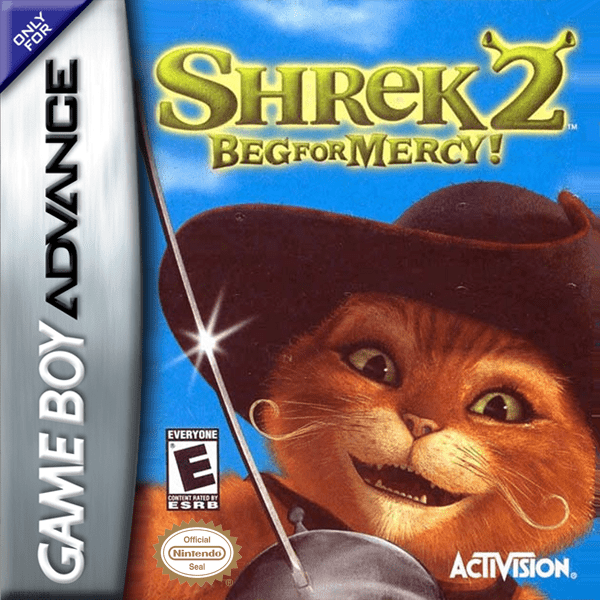 ONLY
FOR
GAME BOY ADVANCE
SHREK 2
BEG FOR MERCY!
TM
EVERYONE
E
CONTENT RATED BY
ESRB
Official
Nintendo
Seal
®
ACTIVISION®